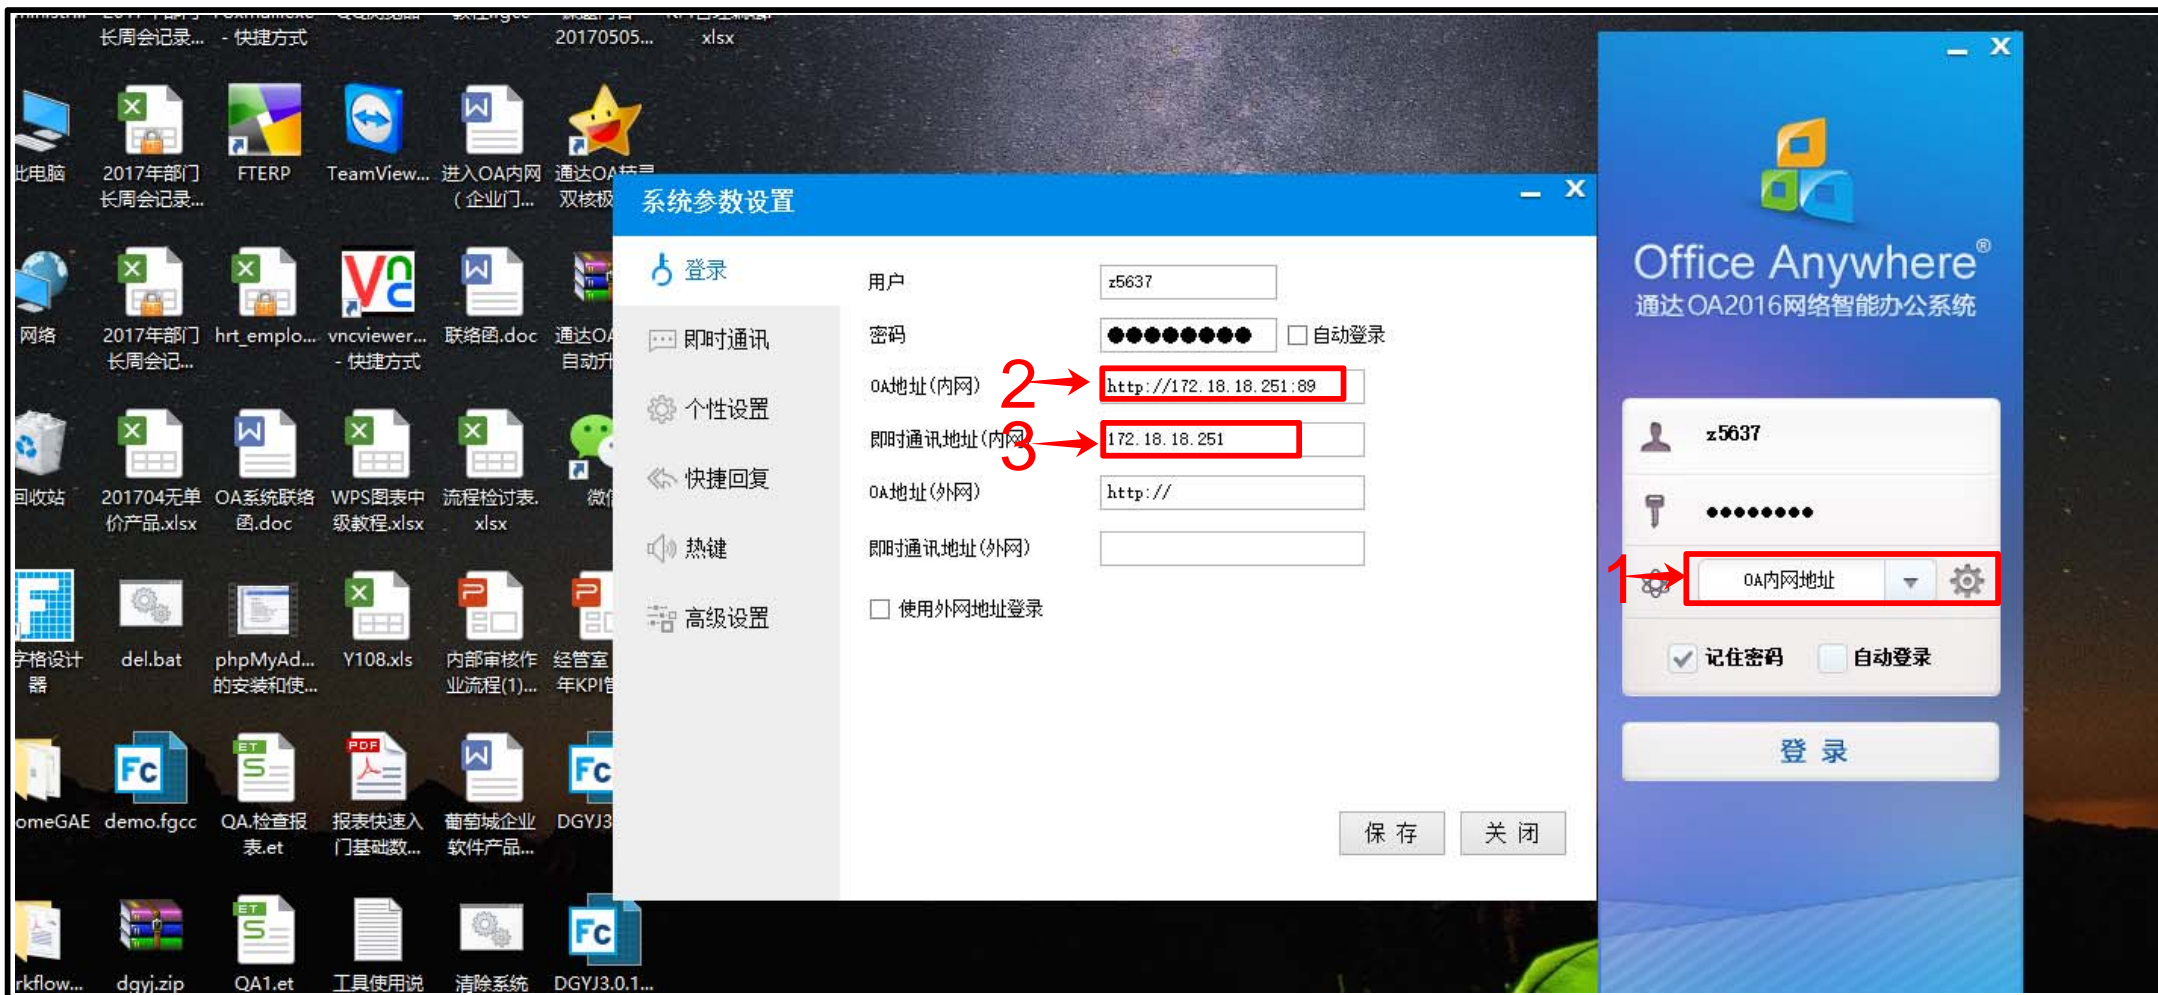 长周会记录...
- 快捷方式
20170505...
xlsx
此电脑
2017年部门
长周会记录...
FTERP
TeamView...
进入OA内网
(企业门...
通达OA精灵
双核极
网络
2017年部门
长周会记...
hrt_emplo...
vncviewer...
- 快捷方式
联络函.doc
通达OA
自动升
回收站
201704无单
价产品.xlsx
OA系统联络
函.doc
WPS图表中
级教程.xlsx
流程检讨表.
xlsx
微信
字格设计
器
del.bat
phpMyAd...
的安装和使...
Y108.xls
内部审核作
业流程(1)...
经管室
年KPI管
omeGAE
demo.fgcc
QA.检查报
表.et
报表快速入
门基础数...
葡萄城企业
软件产品...
DGYJ3
rkflow...
dgyj.zip
QA1.et
工具使用说
清除系统
DGYJ3.0.1...
系统参数设置
登录
即时通讯
个性设置
快捷回复
热键
高级设置
用户
z5637
密码
自动登录
OA地址(内网)
2
http://172.18.18.251:89
即时通讯地址(内网)
3
172.18.18.251
OA地址(外网)
http://
即时通讯地址(外网)
使用外网地址登录
保存
关闭
Office Anywhere®
通达OA2016网络智能办公系统
z5637
1
OA内网地址
记住密码
自动登录
登录